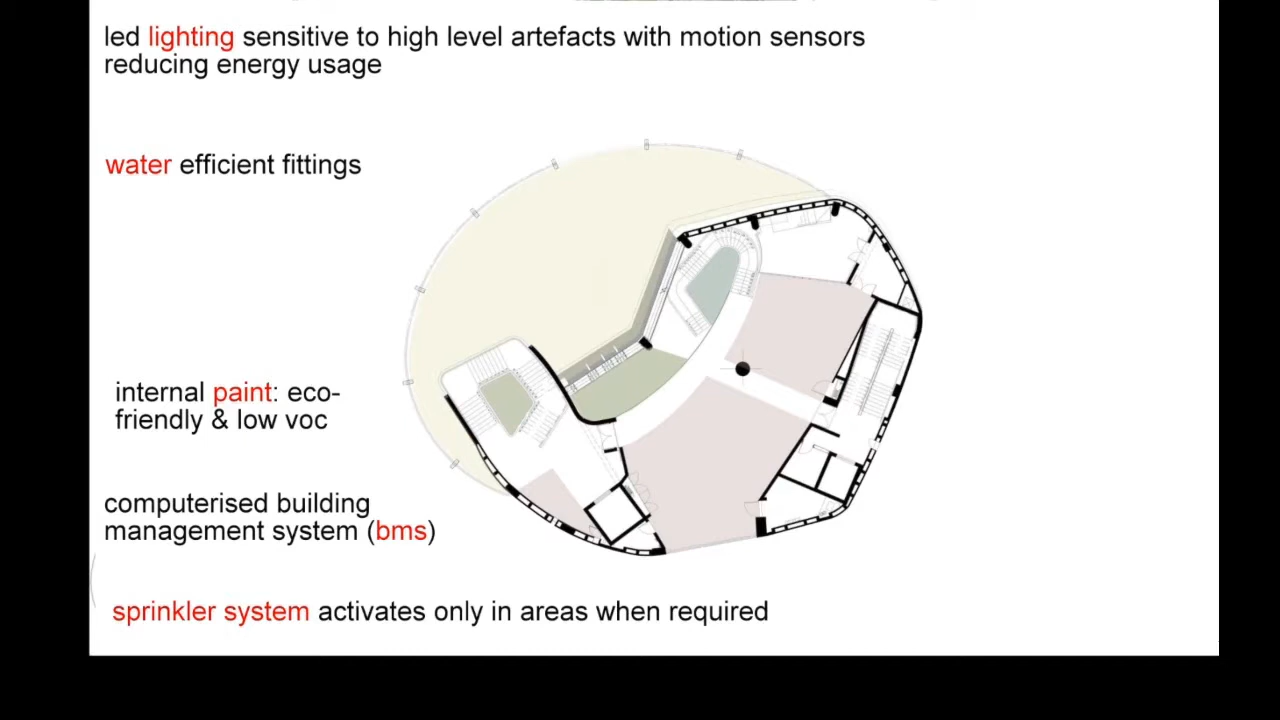 led lighting sensitive to high level artefacts with motion sensors
reducing energy usage
water efficient fittings
internal paint: eco-
friendly & low voc
computerised building
management system (bms)
sprinkler system activates only in areas when required